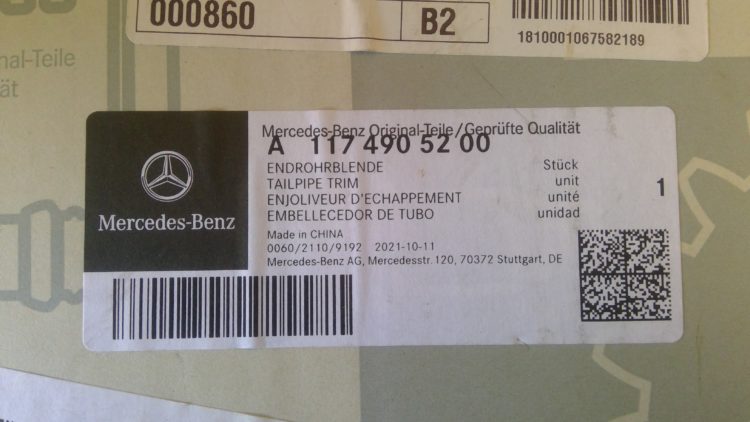 000860
B2
1810001067582189
nal-Teile
ät
Mercedes-Benz
Mercedes-Benz Original-Teile/Geprüfte Qualität
A 117 490 52 00
ENDROHRBLENDE Stück
TAILPIPE TRIM unit
ENJOLIVEUR D'ECHAPPEMENT unité
EMBELLECEDOR DE TUBO unidad
1
Made in CHINA
0060/2110/9192 2021-10-11
Mercedes-Benz AG, Mercedesstr. 120, 70372 Stuttgart, DE